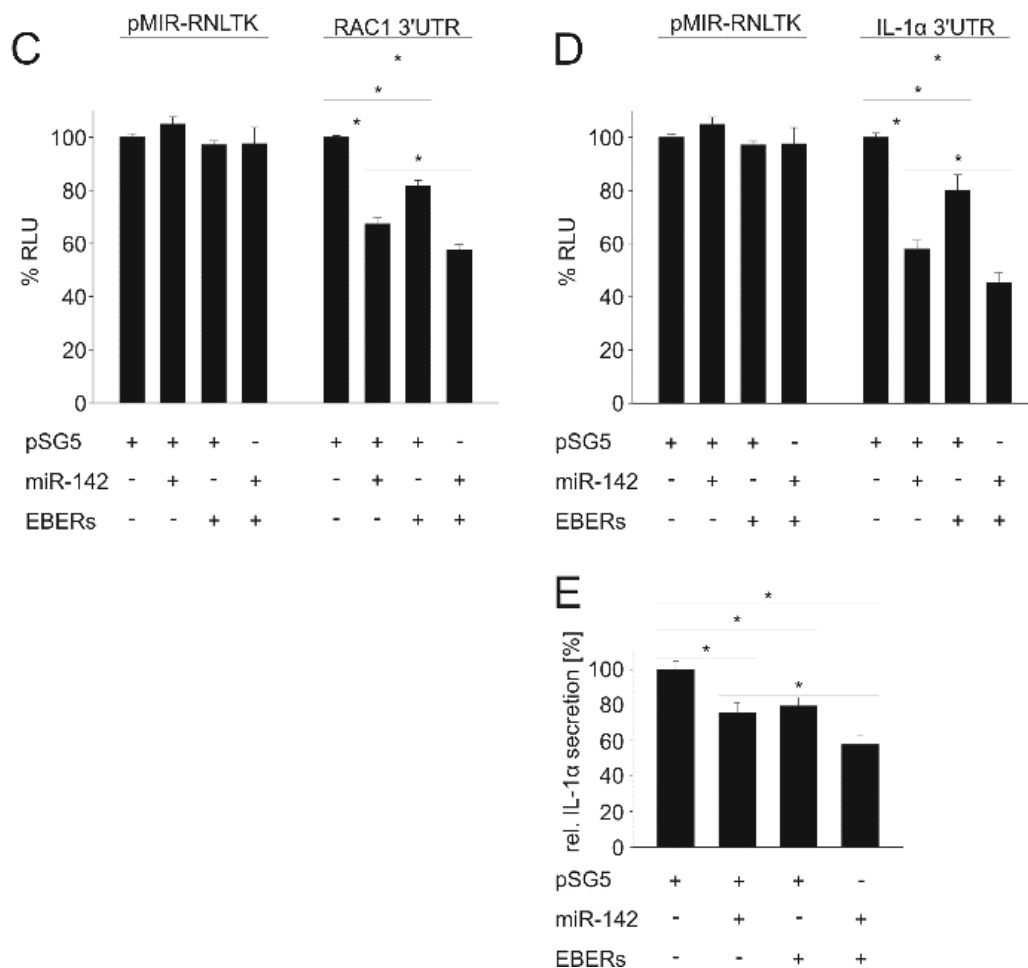 C
pMIR-RNLTK RAC1 3'UTR
*
*
*
*
% RLU
100
80
60
40
20
0
pSG5 + + + - + + + -
miR-142 - + - + - + - +
EBERs - - + + - - + +
D
pMIR-RNLTK IL-1α 3'UTR
*
*
*
*
% RLU
100
80
60
40
20
0
pSG5 + + + - + + + -
miR-142 - + - + - + - +
EBERs - - + + - - + +
E
*
*
*
*
rel. IL-1α secretion [%]
100
80
60
40
20
0
pSG5 + + + -
miR-142 - + - +
EBERs - - + +